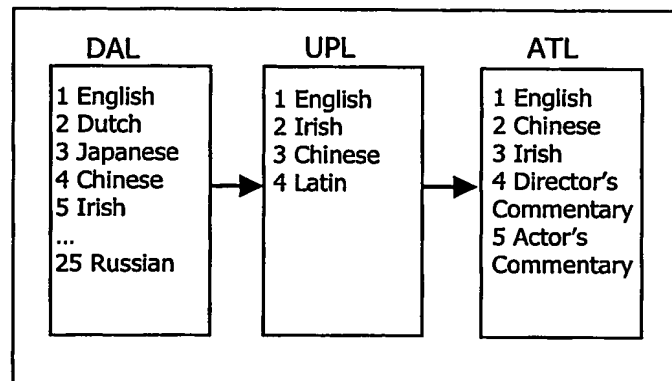 DAL
1 English
2 Dutch
3 Japanese
4 Chinese
5 Irish
...
25 Russian
UPL
1 English
2 Irish
3 Chinese
4 Latin
ATL
1 English
2 Chinese
3 Irish
4 Director's
Commentary
5 Actor's
Commentary